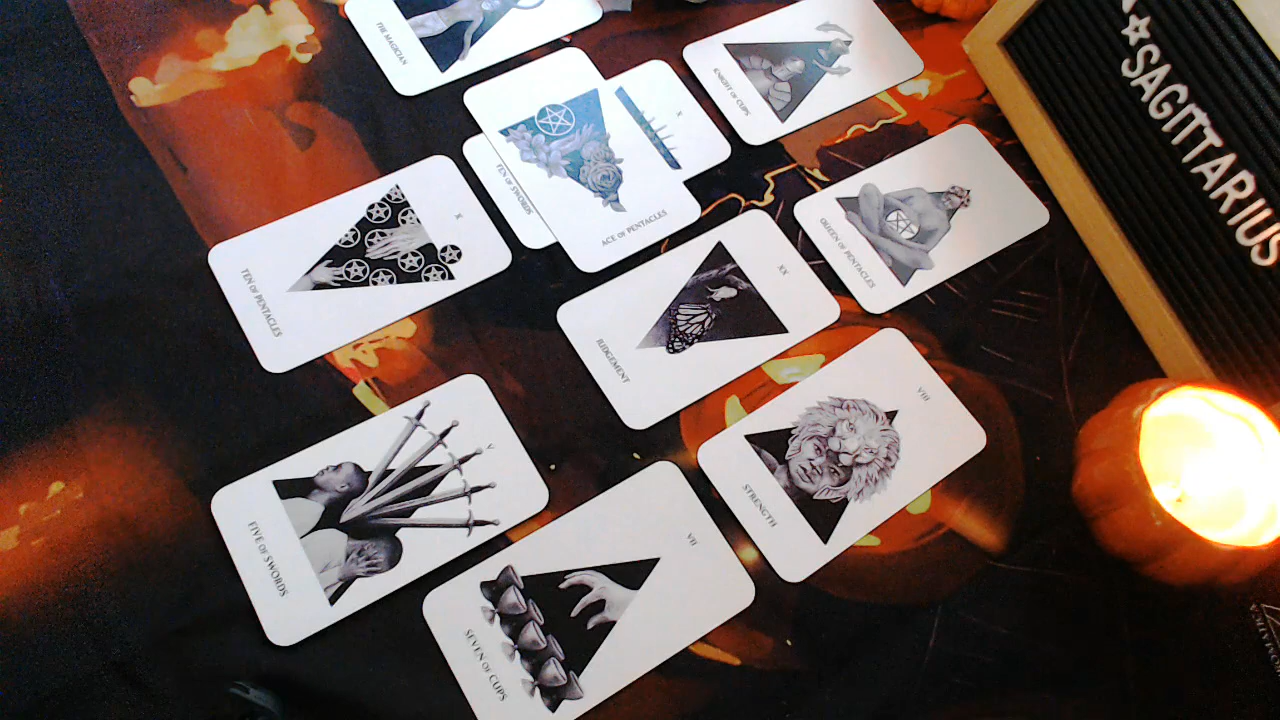 THE MAGICIAN
KNIGHT OF CUPS
★SAGITTARIUS
X
TEN OF SWORDS
ACE OF PENTACLES
QUEEN OF PENTACLES
X
TEN OF PENTACLES
XX
JUDGEMENT
VIII
STRENGTH
V
FIVE OF SWORDS
VII
SEVEN OF CUPS